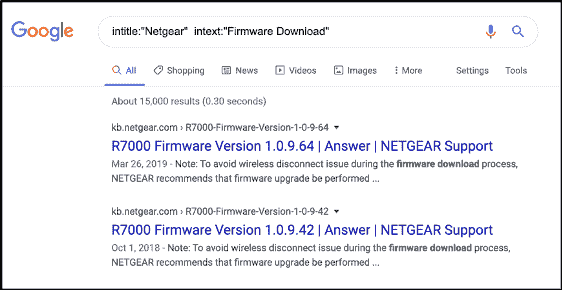 Google intitle:"Netgear" intext:"Firmware Download"
All Shopping News Videos Images More Settings Tools
About 15,000 results (0.30 seconds)
kb.netgear.com › R7000-Firmware-Version-1-0-9-64
R7000 Firmware Version 1.0.9.64 | Answer | NETGEAR Support
Mar 26, 2019 - Note: To avoid wireless disconnect issue during the firmware download process,
NETGEAR recommends that firmware upgrade be performed ...
kb.netgear.com › R7000-Firmware-Version-1-0-9-42
R7000 Firmware Version 1.0.9.42 | Answer | NETGEAR Support
Oct 1, 2018 - Note: To avoid wireless disconnect issue during the firmware download process,
NETGEAR recommends that firmware upgrade be performed ...